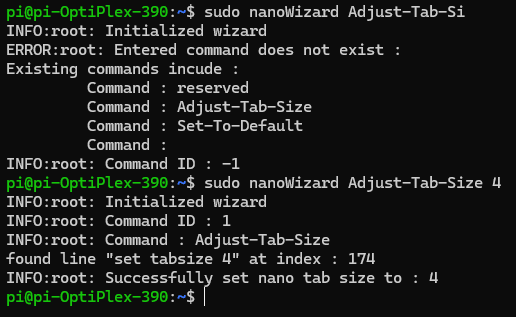 pi@pi-OptiPlex-390:~$ sudo nanoWizard Adjust-Tab-Si
INFO:root: Initialized wizard
ERROR:root: Entered command does not exist :
Existing commands incude :
        Command : reserved
        Command : Adjust-Tab-Size
        Command : Set-To-Default
        Command :
INFO:root: Command ID : -1
pi@pi-OptiPlex-390:~$ sudo nanoWizard Adjust-Tab-Size 4
INFO:root: Initialized wizard
INFO:root: Command ID : 1
INFO:root: Command : Adjust-Tab-Size
found line "set tabsize 4" at index : 174
INFO:root: Successfully set nano tab size to : 4
pi@pi-OptiPlex-390:~$